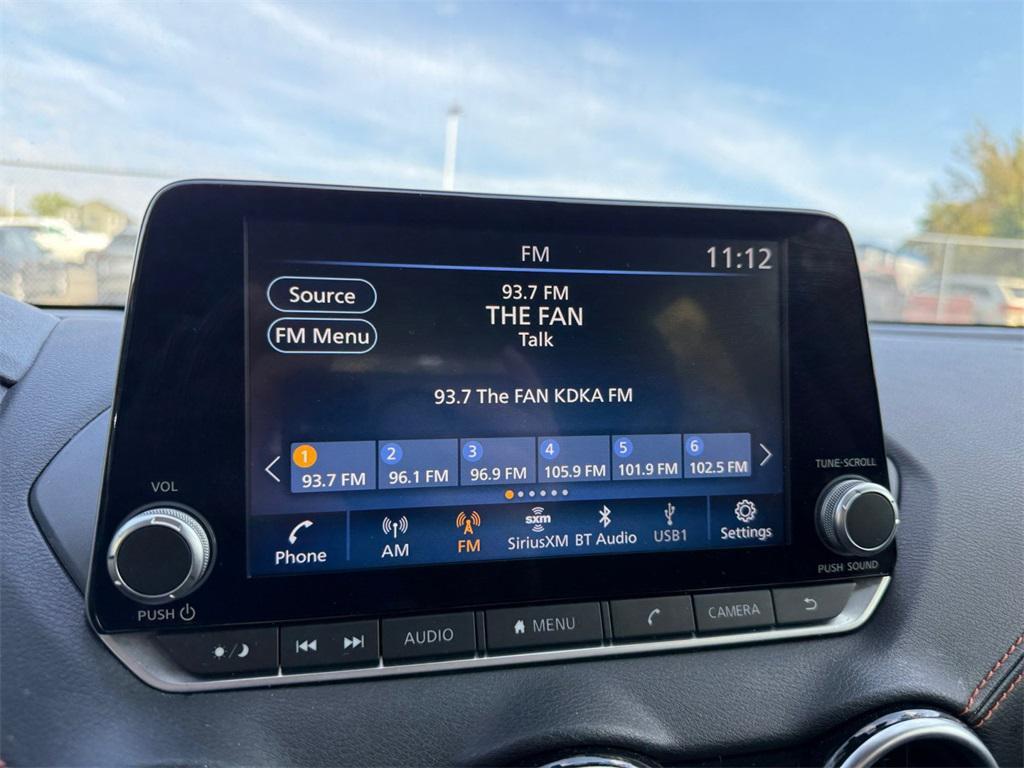 FM 11:12
Source
93.7 FM
THE FAN
FM Menu
Talk
93.7 The FAN KDKA FM
1 2 3 4 5 6
93.7 FM 96.1 FM 96.9 FM 105.9 FM 101.9 FM 102.5 FM
sxm
Phone AM FM SiriusXM BT Audio USB1 Settings
VOL
PUSH
TUNE·SCROLL
PUSH SOUND
AUDIO MENU CAMERA